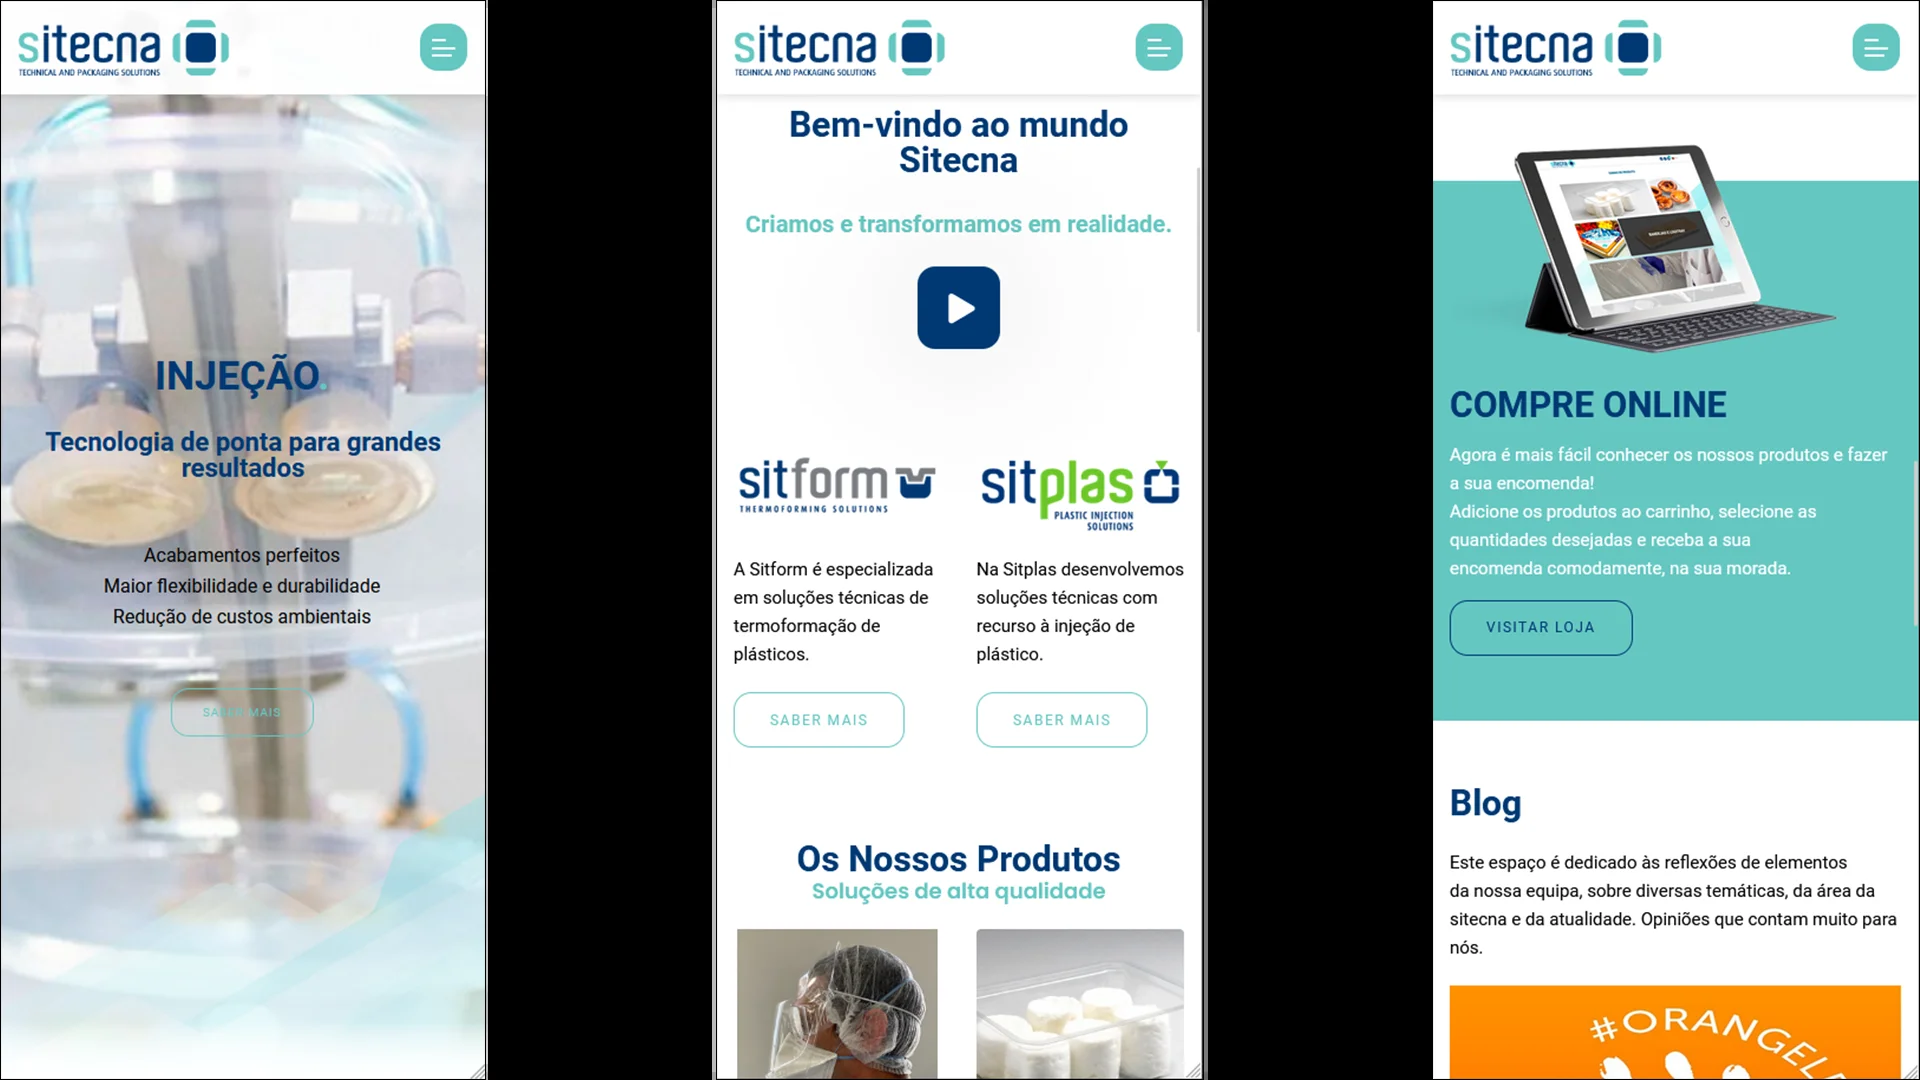 sitecna
TECHNICAL AND PACKAGING SOLUTIONS
INJEÇÃO.
Tecnologia de ponta para grandes
resultados
Acabamentos perfeitos
Maior flexibilidade e durabilidade
Redução de custos ambientais
SABER MAIS
sitecna
TECHNICAL AND PACKAGING SOLUTIONS
Bem-vindo ao mundo
Sitecna
Criamos e transformamos em realidade.
sitform
THERMOFORMING SOLUTIONS
A Sitform é especializada
em soluções técnicas de
termoformação de
plásticos.
SABER MAIS
sitplas
PLASTIC INJECTION
SOLUTIONS
Na Sitplas desenvolvemos
soluções técnicas com
recurso à injeção de
plástico.
SABER MAIS
Os Nossos Produtos
Soluções de alta qualidade
sitecna
TECHNICAL AND PACKAGING SOLUTIONS
sitecna
COMPRE ONLINE
Agora é mais fácil conhecer os nossos produtos e fazer
a sua encomenda!
Adicione os produtos ao carrinho, selecione as
quantidades desejadas e receba a sua
encomenda comodamente, na sua morada.
VISITAR LOJA
Blog
Este espaço é dedicado às reflexões de elementos
da nossa equipa, sobre diversas temáticas, da área da
sitecna e da atualidade. Opiniões que contam muito para
nós.
#ORANGEL